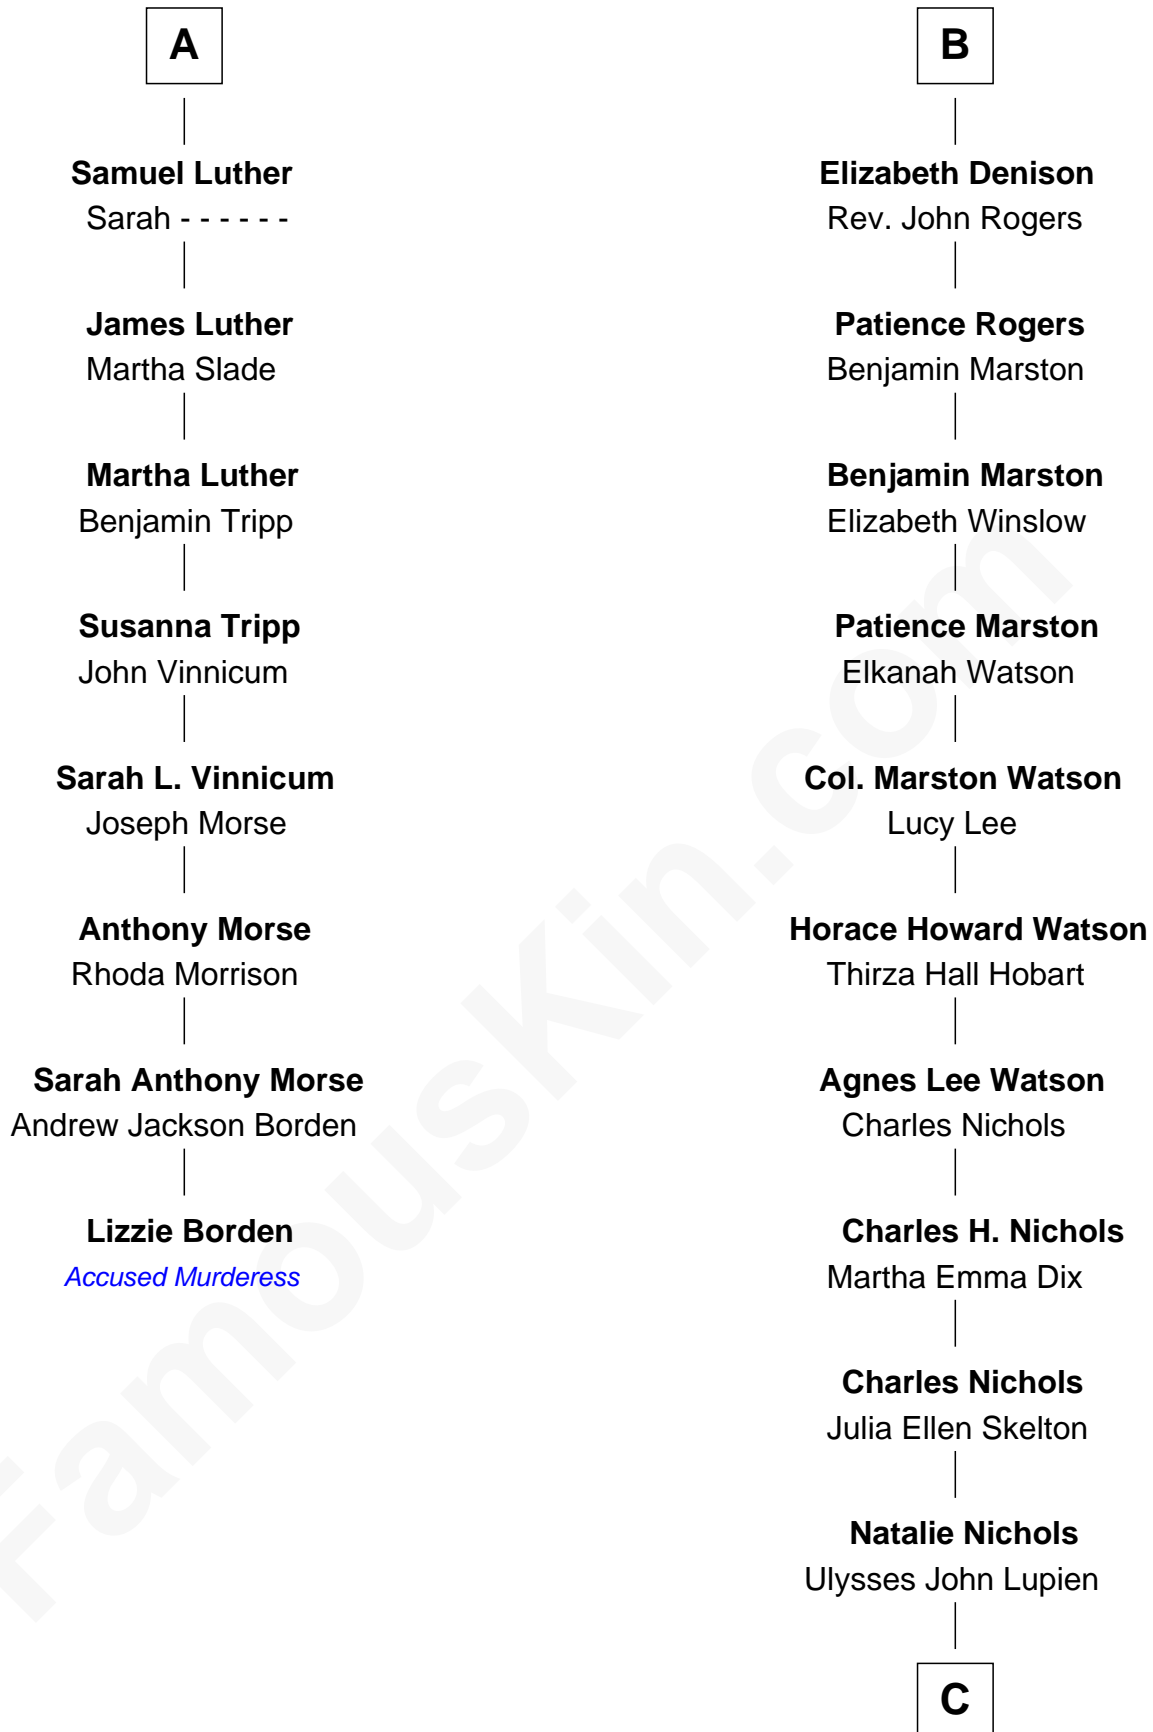 A
Samuel Luther
Sarah - - - - - -
James Luther
Martha Slade
Martha Luther
Benjamin Tripp
Susanna Tripp
John Vinnicum
Sarah L. Vinnicum
Joseph Morse
Anthony Morse
Rhoda Morrison
Sarah Anthony Morse
Andrew Jackson Borden
Lizzie Borden
Accused Murderess
B
Elizabeth Denison
Rev. John Rogers
Patience Rogers
Benjamin Marston
Benjamin Marston
Elizabeth Winslow
Patience Marston
Elkanah Watson
Col. Marston Watson
Lucy Lee
Horace Howard Watson
Thirza Hall Hobart
Agnes Lee Watson
Charles Nichols
Charles H. Nichols
Martha Emma Dix
Charles Nichols
Julia Ellen Skelton
Natalie Nichols
Ulysses John Lupien
C
FamousKin.com